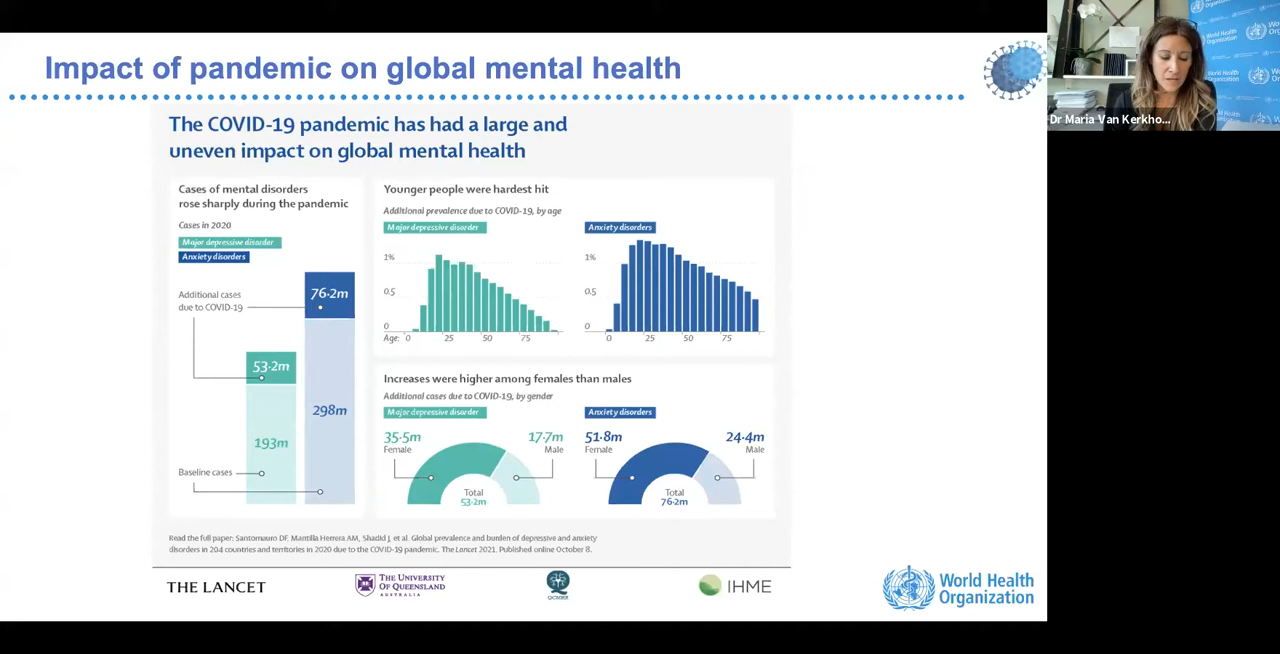 Impact of pandemic on global mental health
The COVID-19 pandemic has had a large and
uneven impact on global mental health
Cases of mental disorders
rose sharply during the pandemic
Cases in 2020
Major depressive disorder
Anxiety disorders
Additional cases
due to COVID-19
76·2m
53·2m
298m
193m
Baseline cases
Younger people were hardest hit
Additional prevalence due to COVID-19, by age
Major depressive disorder
1%
0.5
0
Age: 0 25 50 75
Anxiety disorders
1%
0.5
0
0 25 50 75
Increases were higher among females than males
Additional cases due to COVID-19, by gender
Major depressive disorder
35·5m
Female
17·7m
Male
Total
53·2m
Anxiety disorders
51·8m
Female
24·4m
Male
Total
76·2m
Read the full paper: Santomauro DF, Mantilla Herrera AM, Shadid J, et al. Global prevalence and burden of depressive and anxiety
disorders in 204 countries and territories in 2020 due to the COVID-19 pandemic. The Lancet 2021. Published online October 8.
THE LANCET
THE UNIVERSITY
OF QUEENSLAND
AUSTRALIA
QCMHR
IHME
World Health
Organization
Dr Maria Van Kerkho...
World Health
Organization